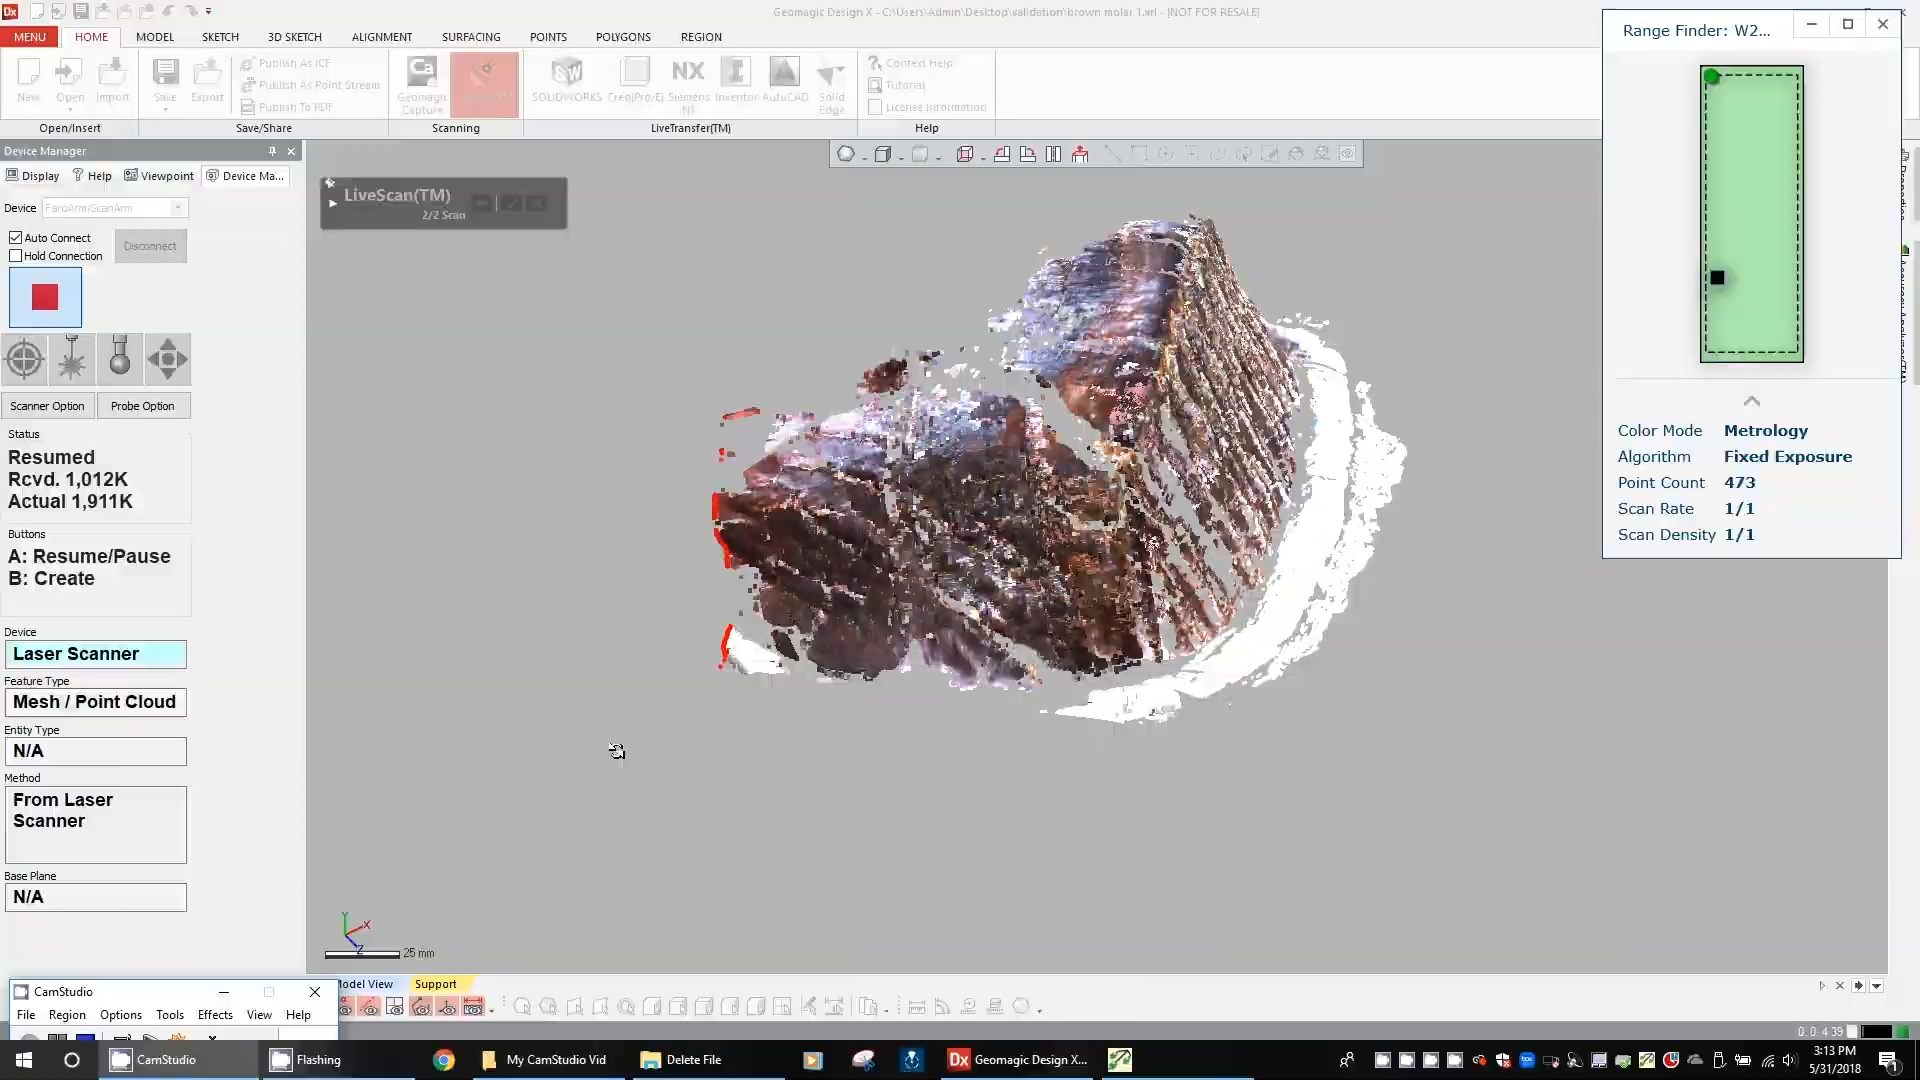 Geomagic Design X - C:\Users\Admin\Desktop\validation\brown molar 1.xrl - [NOT FOR RESALE]
Range Finder: W2...
MENU HOME MODEL SKETCH 3D SKETCH ALIGNMENT SURFACING POINTS POLYGONS REGION
Publish As ICF
Publish As Point Stream
Publish To PDF
New Open Import Save Export
Geomagic Capture
SOLIDWORKS Creo(Pro/E) Siemens NX Inventor AutoCAD Solid Edge
Context Help
Tutorial
License Information
Open/Insert Save/Share Scanning LiveTransfer(TM) Help
Device Manager
Display Help Viewpoint Device Ma...
Device FaroArm/ScanArm
Auto Connect
Disconnect
Hold Connection
LiveScan(TM)
2/2 Scan
Scanner Option Probe Option
Status
Resumed
Rcvd. 1,012K
Actual 1,911K
Buttons
A: Resume/Pause
B: Create
Device
Laser Scanner
Feature Type
Mesh / Point Cloud
Entity Type
N/A
Method
From Laser
Scanner
Base Plane
N/A
Color Mode Metrology
Algorithm Fixed Exposure
Point Count 473
Scan Rate 1/1
Scan Density 1/1
Y
X
Z
25 mm
Model View Support
CamStudio
File Region Options Tools Effects View Help
0: 0: 4:39
CamStudio
Flashing
My CamStudio Vid
Delete File
Dx Geomagic Design X...
3:13 PM
5/31/2018